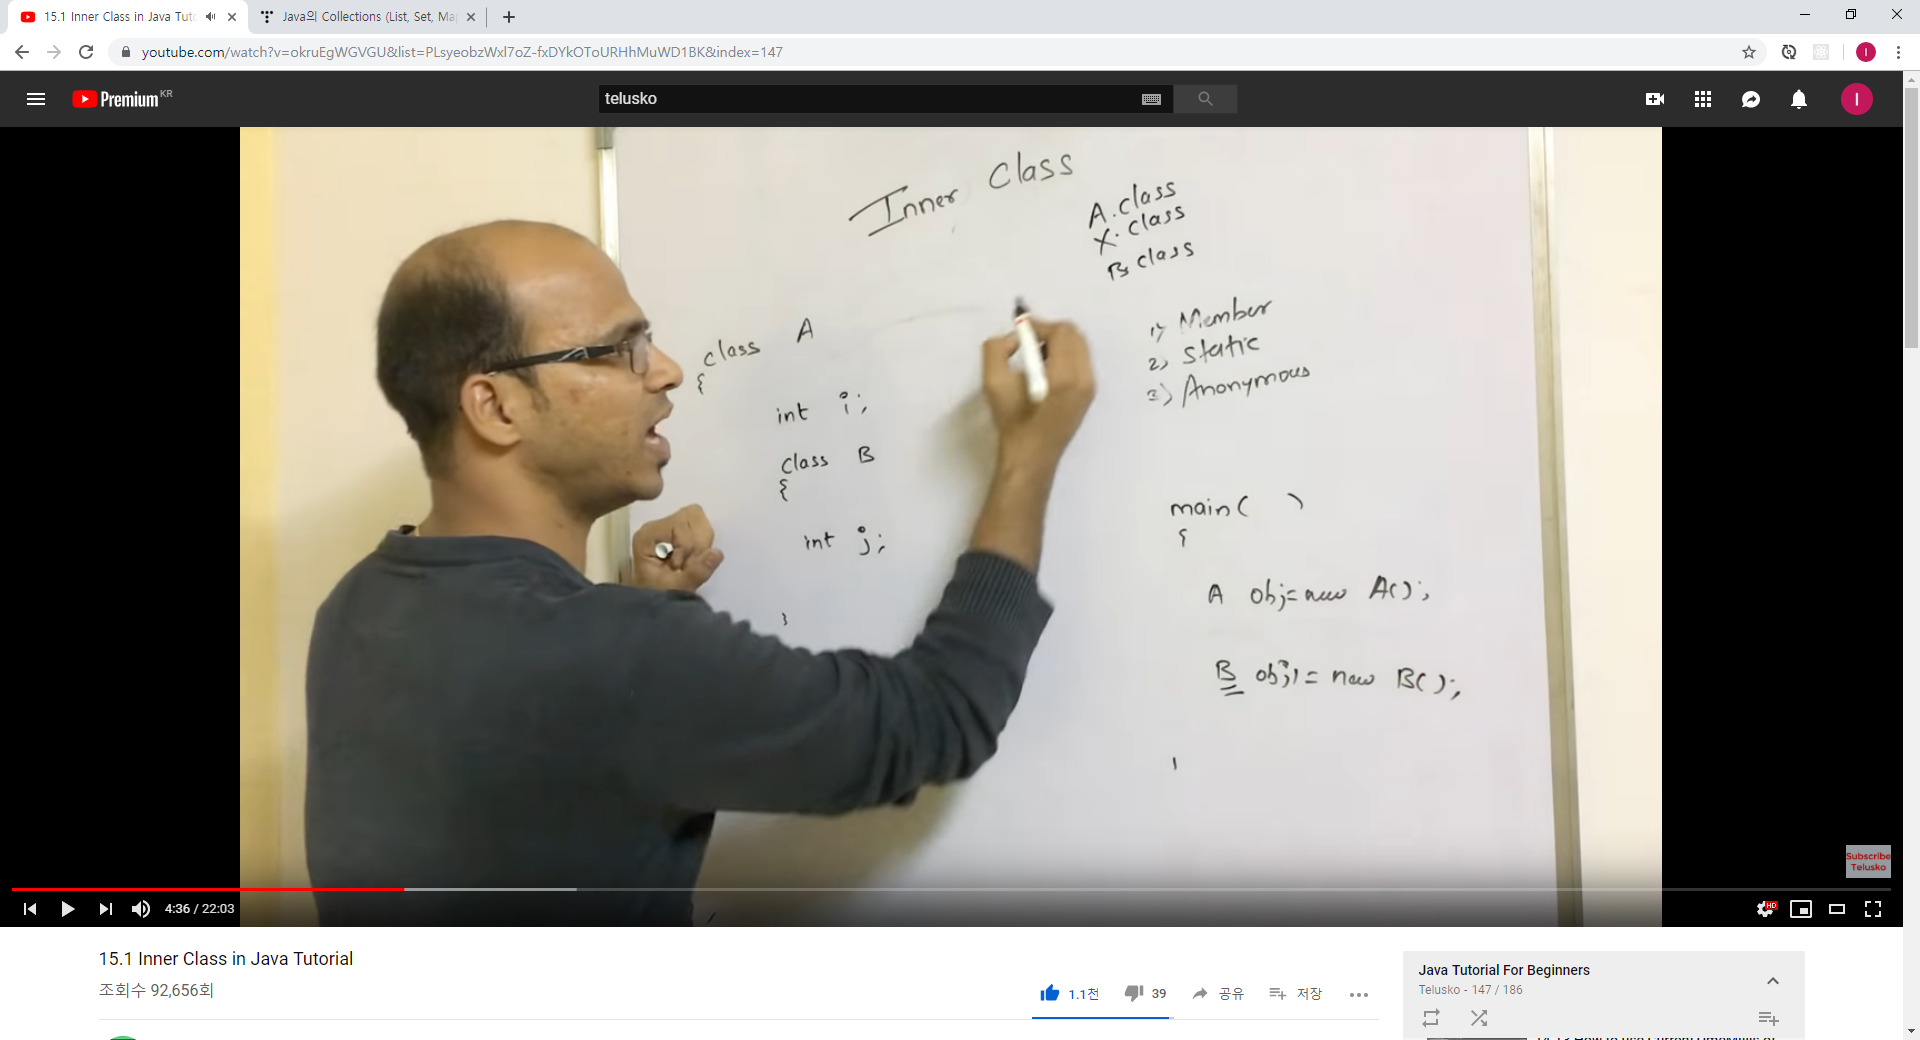 15.1 Inner Class in Java Tuto
Java의 Collections (List, Set, Ma
youtube.com/watch?v=okruEgWGVGU&list=PLsyeobzWxl7oZ-fxDYkOToURHhMuWD1BK&index=147
I
Premium KR
telusko
I
Inner Class
A.class
X.class
B class
1) Member
2) Static
3) Anonymous
class A
{
int i;
class B
{
int j;
}
main( )
{
A obj=new A();
B obj1=new B();
Subscribe
Telusko
4:36 / 22:03
HD
15.1 Inner Class in Java Tutorial
조회수 92,656회
1.1천
39
공유
저장
Java Tutorial For Beginners
Telusko - 147 / 186